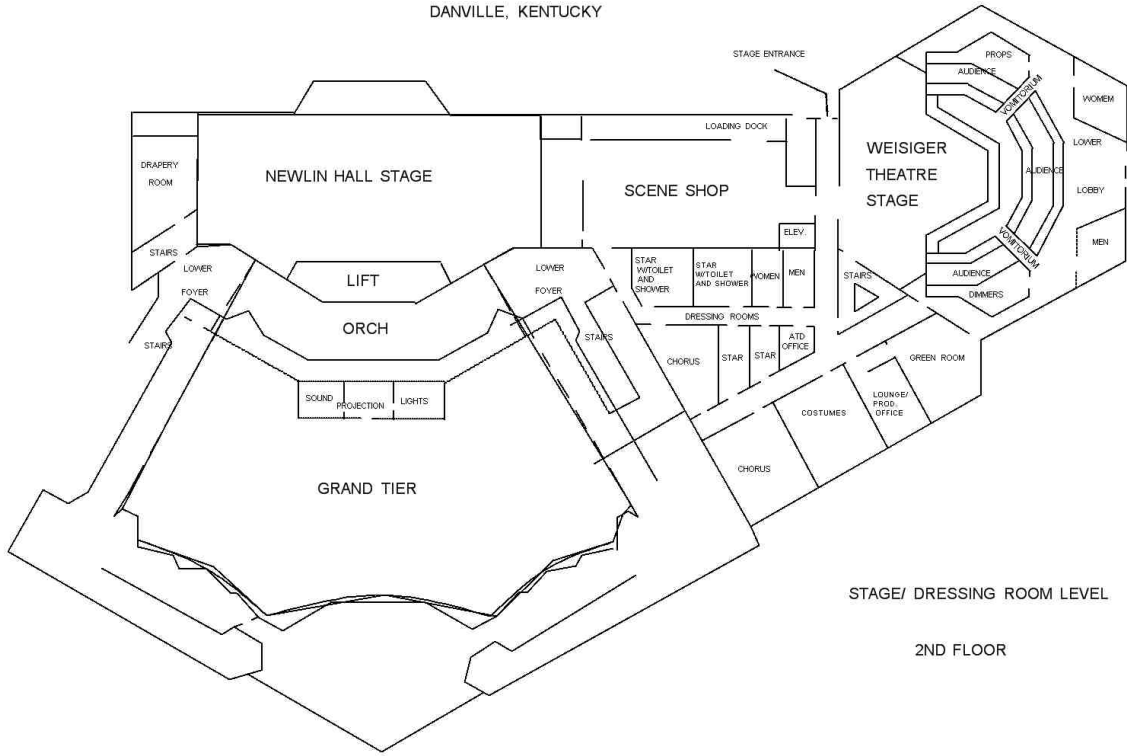 DANVILLE, KENTUCKY
STAGE ENTRANCE
PROPS
AUDIENCE
VOMITORIUM
WOMEM
LOADING DOCK
LOWER
DRAPERY
ROOM
NEWLIN HALL STAGE
SCENE SHOP
WEISIGER
THEATRE
STAGE
AUDIENCE
LOBBY
ELEV.
VOMITORIUM
MEN
STAIRS
LOWER
FOYER
LIFT
LOWER
FOYER
STAR
W/TOILET
AND
SHOWER
STAR
W/TOILET
AND SHOWER
WOMEN
MEN
STAIRS
AUDIENCE
DIMMERS
ORCH
DRESSING ROOMS
STAIRS
STAIRS
CHORUS
STAR
STAR
ATD
OFFICE
GREEN ROOM
SOUND
PROJECTION
LIGHTS
COSTUMES
LOUNGE/
PROD.
OFFICE
CHORUS
GRAND TIER
STAGE/ DRESSING ROOM LEVEL
2ND FLOOR